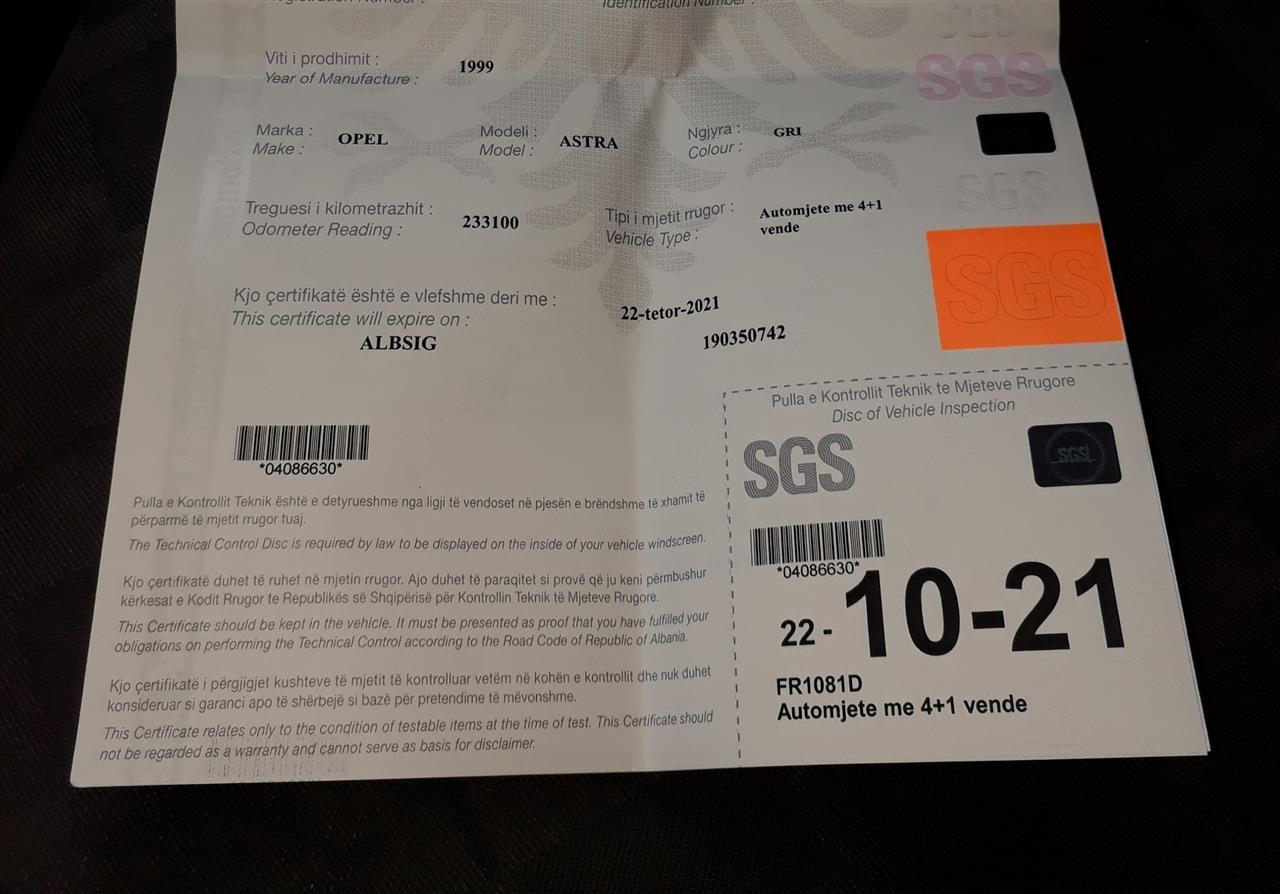 Registration Number :
Identification Number :
SGS
Viti i prodhimit :
Year of Manufacture :
1999
SGS
Marka :
Make :
OPEL
Modeli :
Model :
ASTRA
Ngjyra :
Colour :
GRI
SGS
Treguesi i kilometrazhit :
Odometer Reading :
233100
Tipi i mjetit rrugor :
Vehicle Type :
Automjete me 4+1
vende
SGS
Kjo çertifikatë është e vlefshme deri me :
This certificate will expire on :
22-tetor-2021
ALBSIG
190350742
*04086630*
Pulla e Kontrollit Teknik është e detyrueshme nga ligji të vendoset në pjesën e brëndshme të xhamit të
përparmë të mjetit rrugor tuaj.
The Technical Control Disc is required by law to be displayed on the inside of your vehicle windscreen.
Kjo çertifikatë duhet të ruhet në mjetin rrugor. Ajo duhet të paraqitet si provë që ju keni përmbushur
kërkesat e Kodit Rrugor te Republikës së Shqipërisë për Kontrollin Teknik të Mjeteve Rrugore.
This Certificate should be kept in the vehicle. It must be presented as proof that you have fulfilled your
obligations on performing the Technical Control according to the Road Code of Republic of Albania.
Kjo çertifikatë i përgjigjet kushteve të mjetit të kontrolluar vetëm në kohën e kontrollit dhe nuk duhet
konsideruar si garanci apo të shërbejë si bazë për pretendime të mëvonshme.
This Certificate relates only to the condition of testable items at the time of test. This Certificate should
not be regarded as a warranty and cannot serve as basis for disclaimer.
Pulla e Kontrollit Teknik te Mjeteve Rrugore
Disc of Vehicle Inspection
SGS
SGS
*04086630*
22 - 10-21
FR1081D
Automjete me 4+1 vende